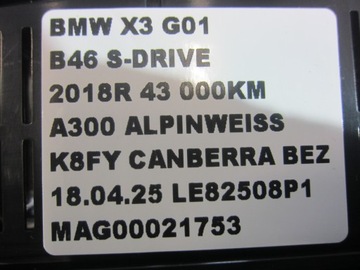 BMW X3 G01
B46 S-DRIVE
2018R 43 000KM
A300 ALPINWEISS
K8FY CANBERRA BEZ
18.04.25 LE82508P1
MAG00021753